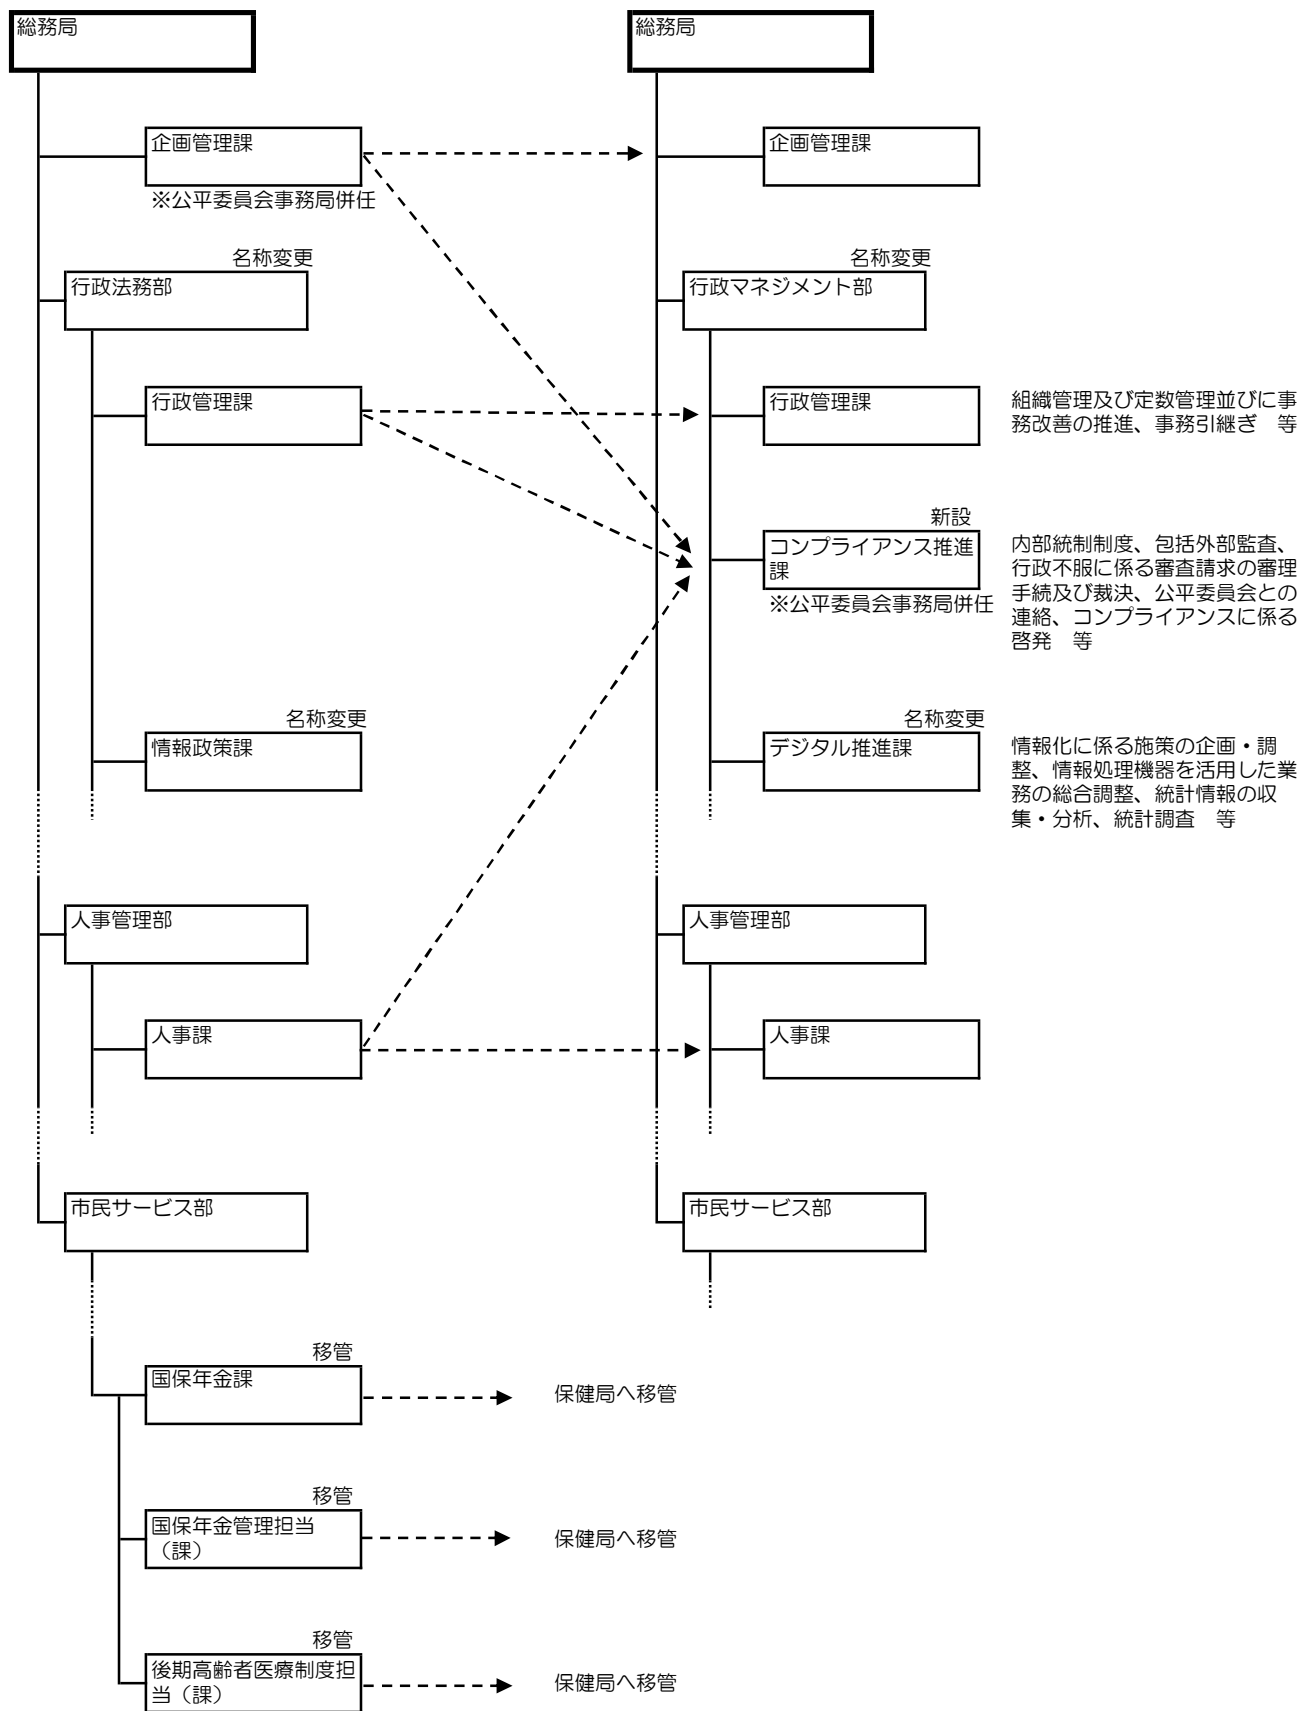 総務局
総務局
企画管理課
企画管理課
※公平委員会事務局併任
名称変更
名称変更
行政法務部
行政マネジメント部
行政管理課
行政管理課
組織管理及び定数管理並びに事
務改善の推進、事務引継ぎ　等
新設
コンプライアンス推進
課
※公平委員会事務局併任
内部統制制度、包括外部監査、
行政不服に係る審査請求の審理
手続及び裁決、公平委員会との
連絡、コンプライアンスに係る
啓発　等
名称変更
名称変更
情報政策課
デジタル推進課
情報化に係る施策の企画・調
整、情報処理機器を活用した業
務の総合調整、統計情報の収
集・分析、統計調査　等
人事管理部
人事管理部
人事課
人事課
市民サービス部
市民サービス部
移管
国保年金課
保健局へ移管
移管
国保年金管理担当
（課）
保健局へ移管
移管
後期高齢者医療制度担
当（課）
保健局へ移管